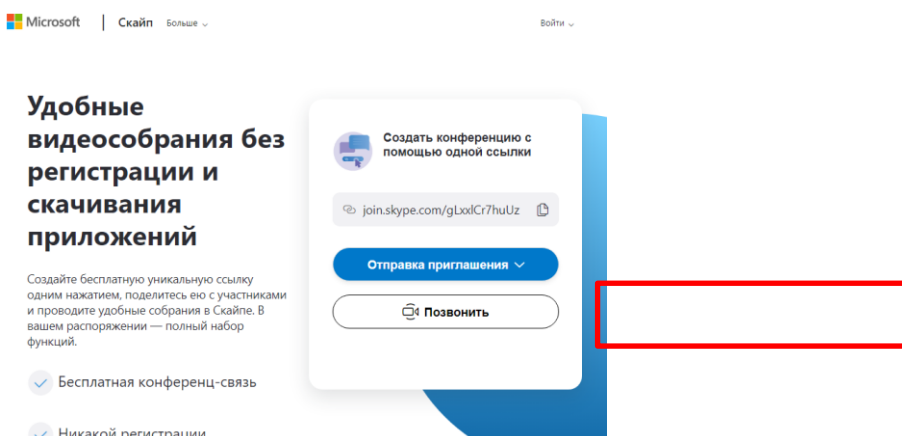 Microsoft Скайп Больше Войти
Удобные
видеособрания без
регистрации и
скачивания
приложений
Создайте бесплатную уникальную ссылку
одним нажатием, поделитесь ею с участниками
и проводите удобные собрания в Скайпе. В
вашем распоряжении — полный набор
функций.
Бесплатная конференц-связь
Никакой регистрации
Создать конференцию с
помощью одной ссылки
join.skype.com/gLxxlCr7huUz
Отправка приглашения
Позвонить